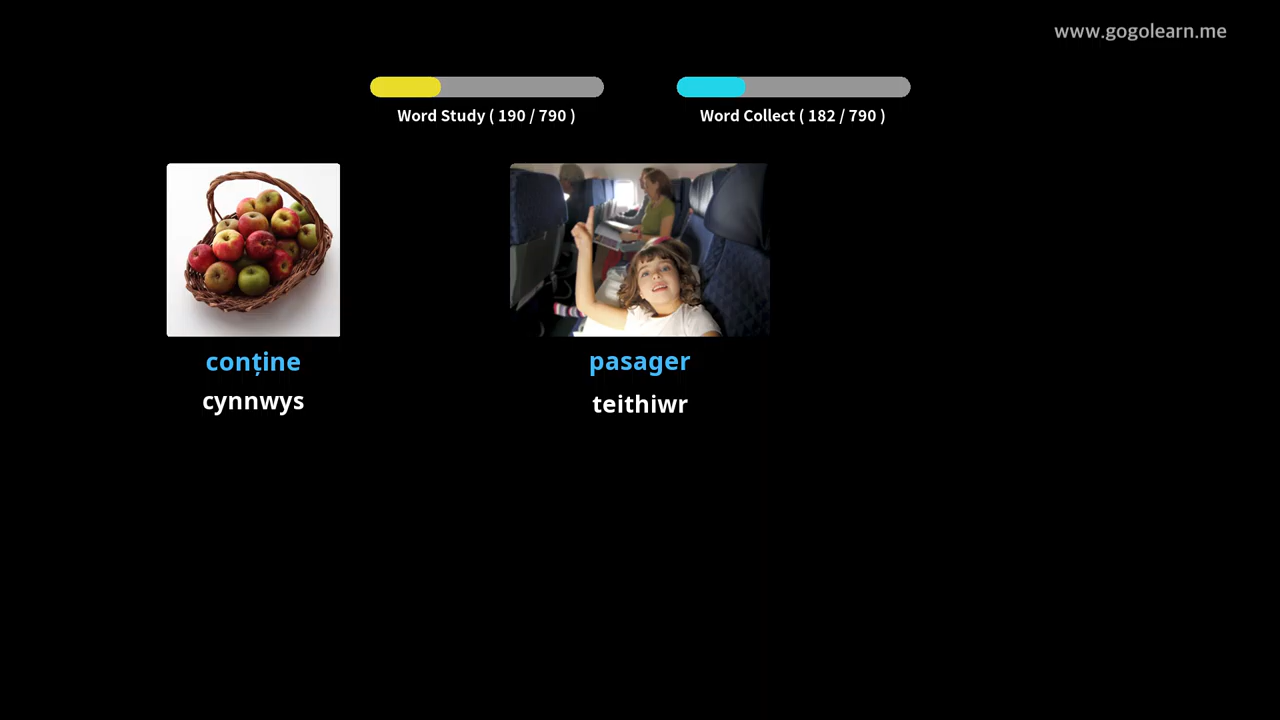 www.gogolearn.me
Word Study ( 190 / 790 )
Word Collect ( 182 / 790 )
conține
cynnwys
pasager
teithiwr